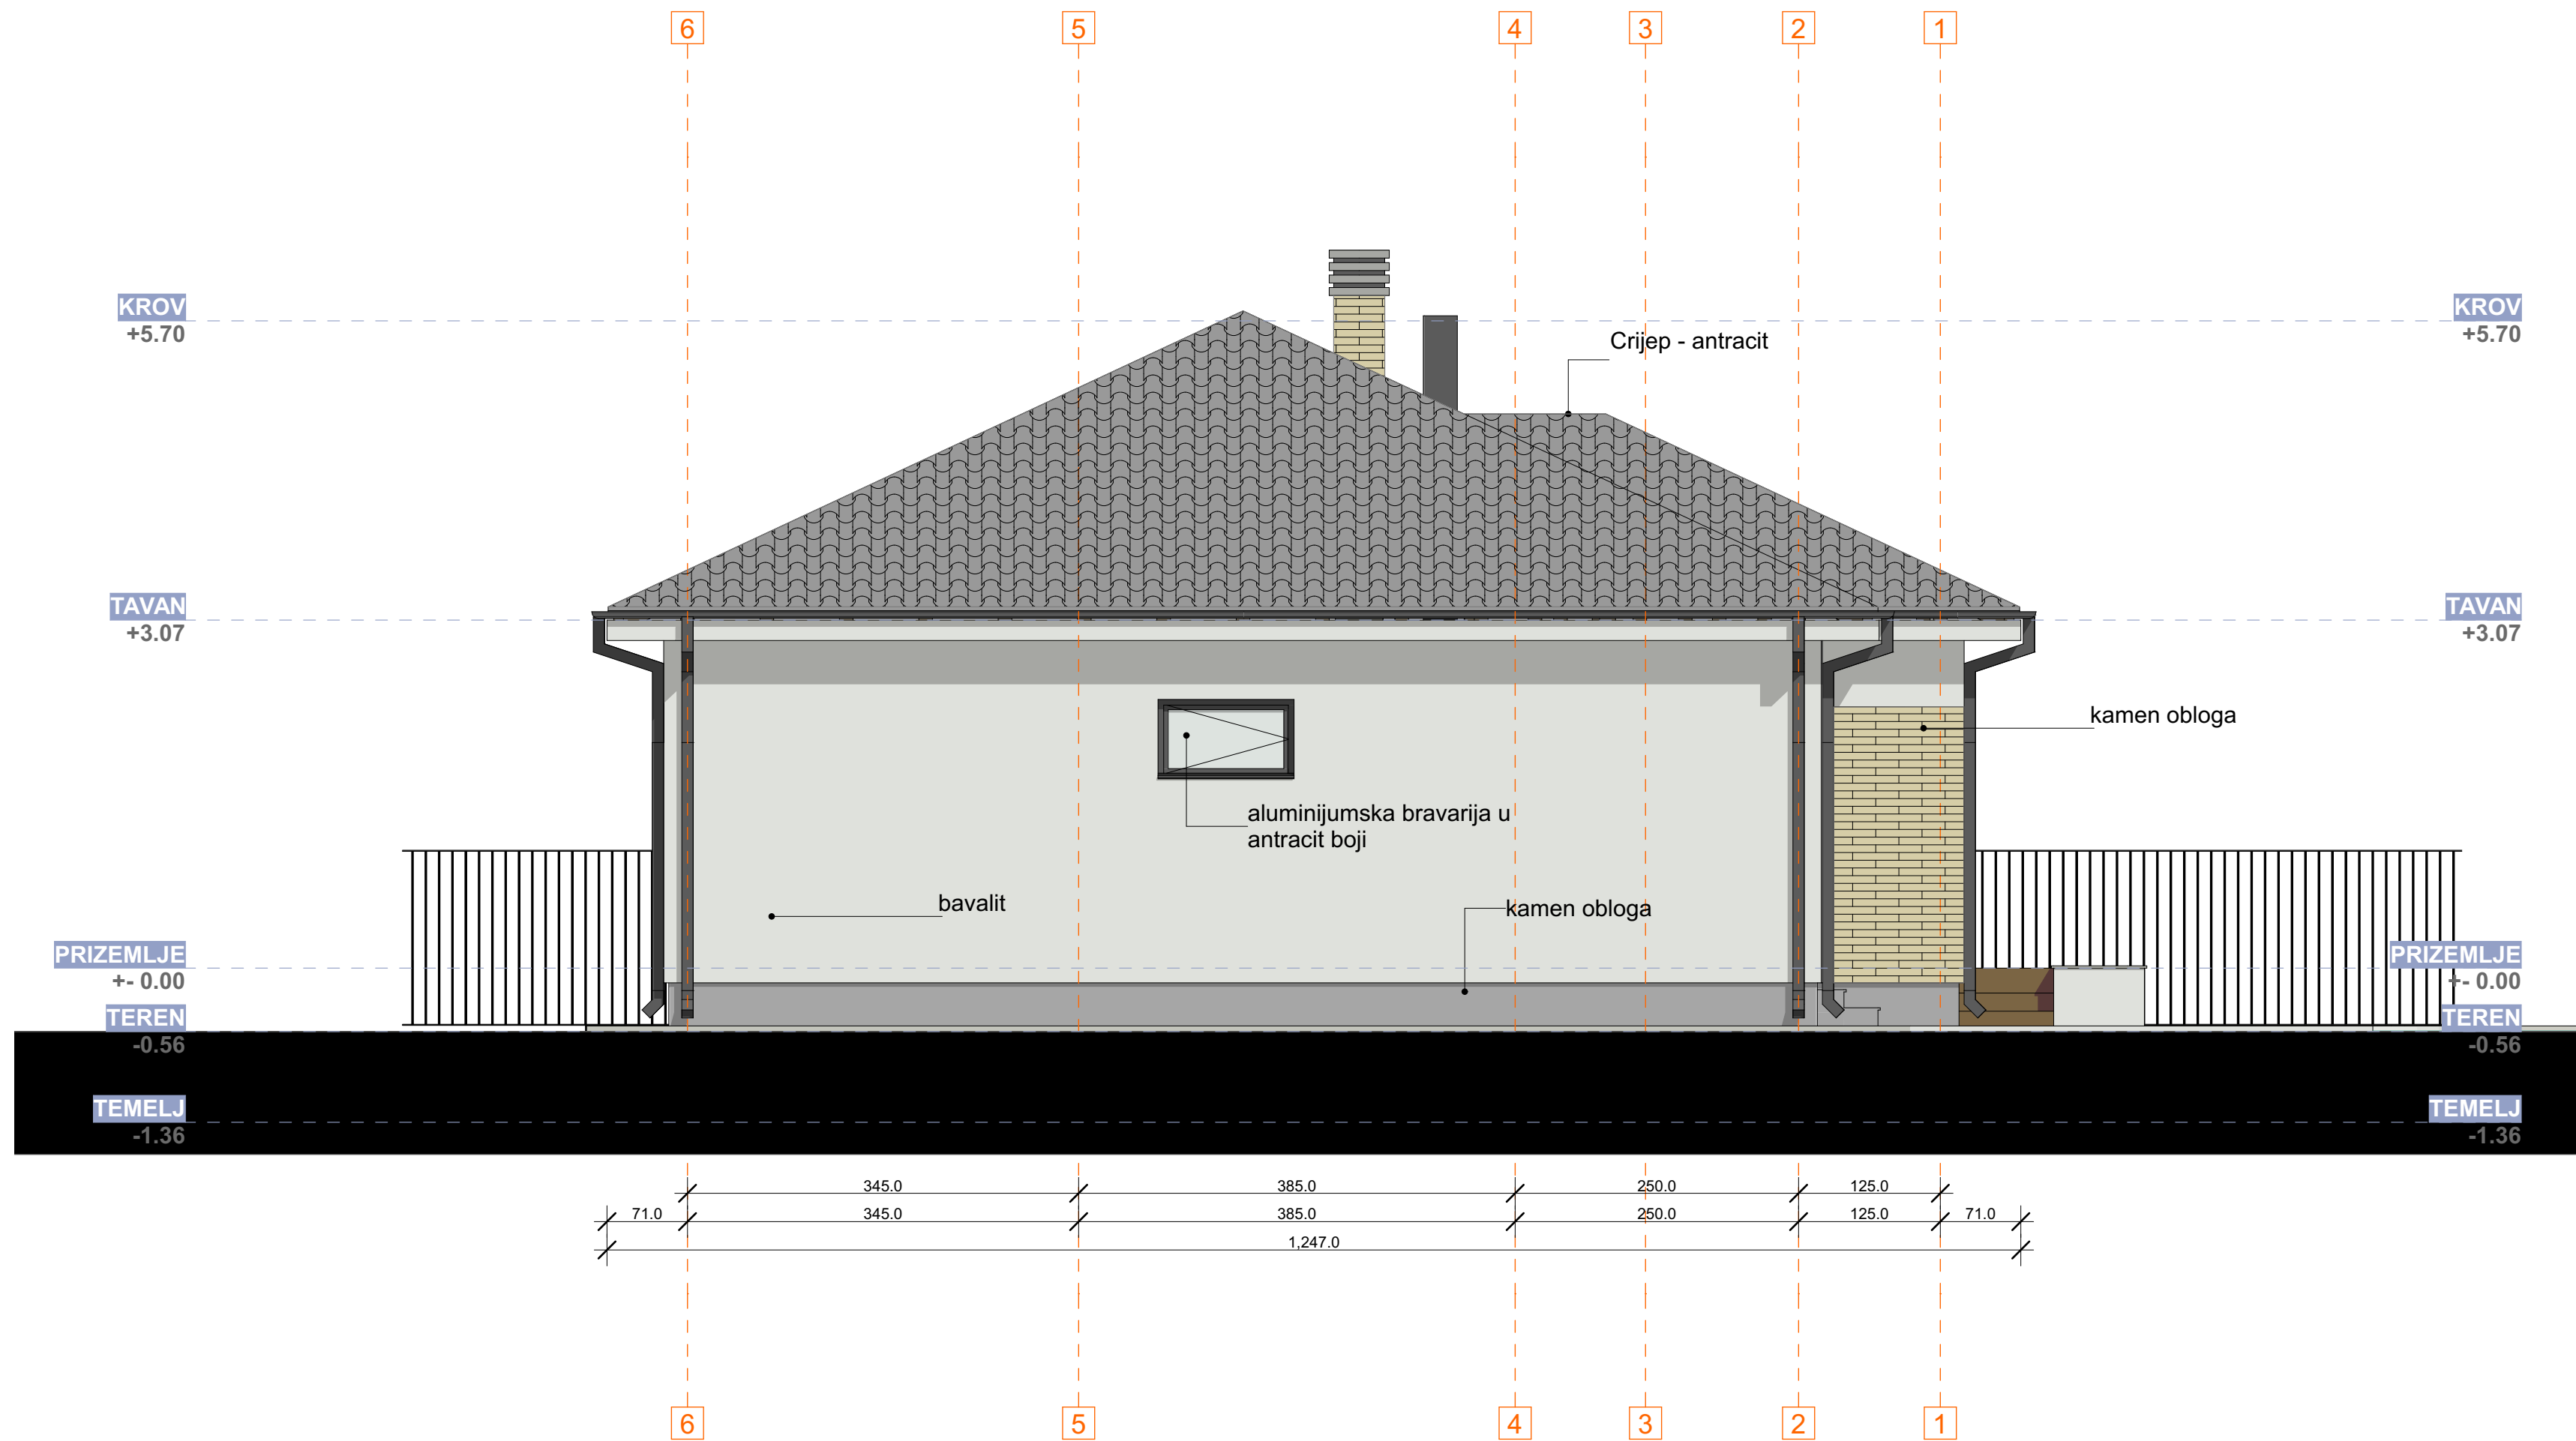 6 5 4 3 2 1
KROV KROV
+5.70 +5.70
Crijep - antracit
TAVAN TAVAN
+3.07 +3.07
kamen obloga
aluminijumska bravarija u
antracit boji
bavalit
kamen obloga
PRIZEMLJE PRIZEMLJE
+- 0.00 +- 0.00
TEREN TEREN
-0.56 -0.56
TEMELJ TEMELJ
-1.36 -1.36
345.0 385.0 250.0 125.0
71.0 345.0 385.0 250.0 125.0 71.0
1,247.0
6 5 4 3 2 1